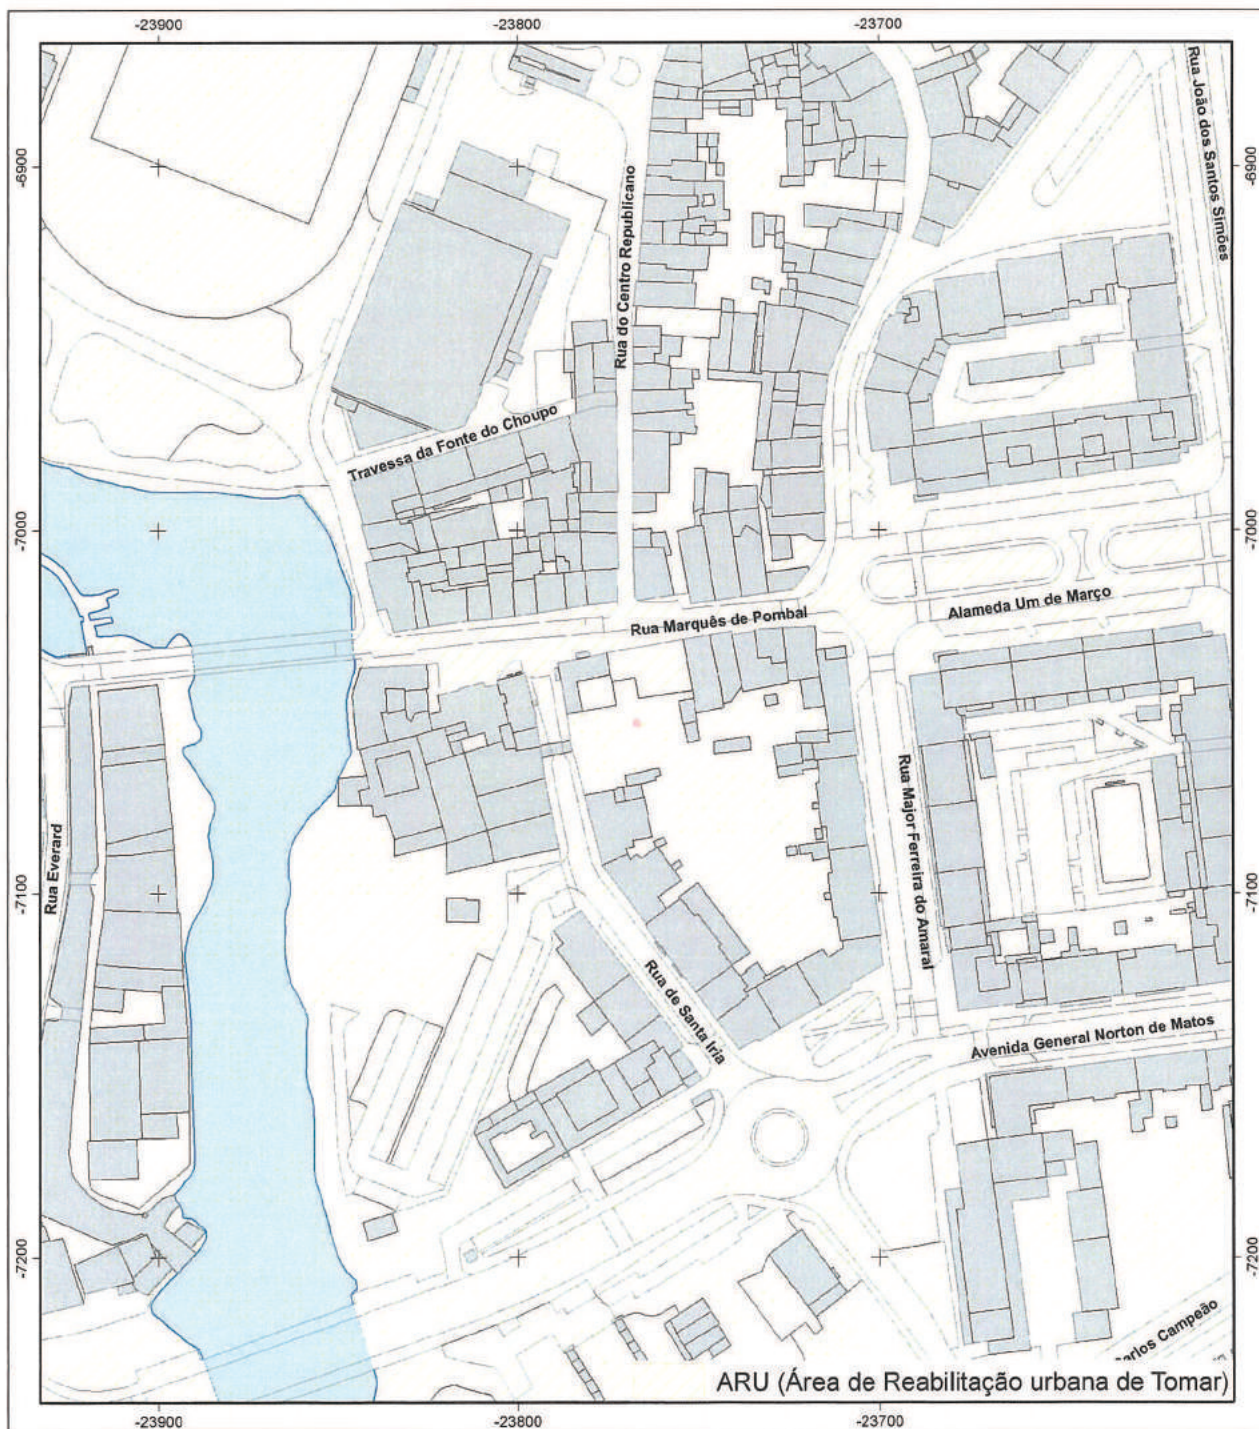 -23900
-23800
-23700
-6900
-6900
Rua João dos Santos Simões
Rua do Centro Republicano
Travessa da Fonte do Choupo
-7000
-7000
Alameda Um de Março
Rua Marquês de Pombal
Rua Everard
Rua Major Ferreira do Amaral
-7100
-7100
Rua de Santa Iria
Avenida General Norton de Matos
-7200
-7200
arlos Campeão
ARU (Área de Reabilitação urbana de Tomar)
-23900
-23800
-23700